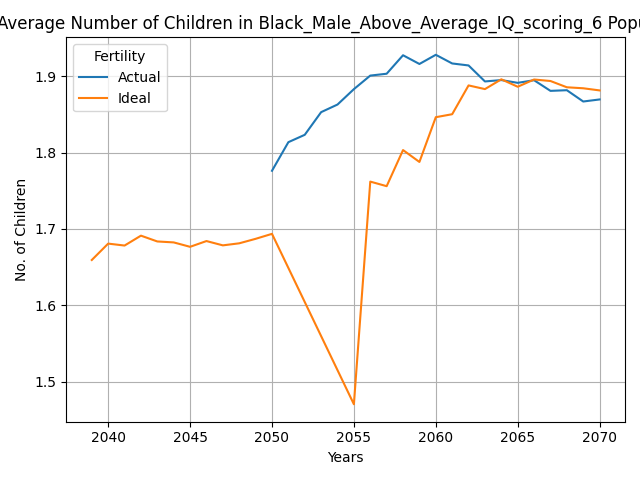 Average Number of Children in Black_Male_Above_Average_IQ_scoring_6 Popu
Fertility
Actual
Ideal
No. of Children
1.9
1.8
1.7
1.6
1.5
2040 2045 2050 2055 2060 2065 2070
Years